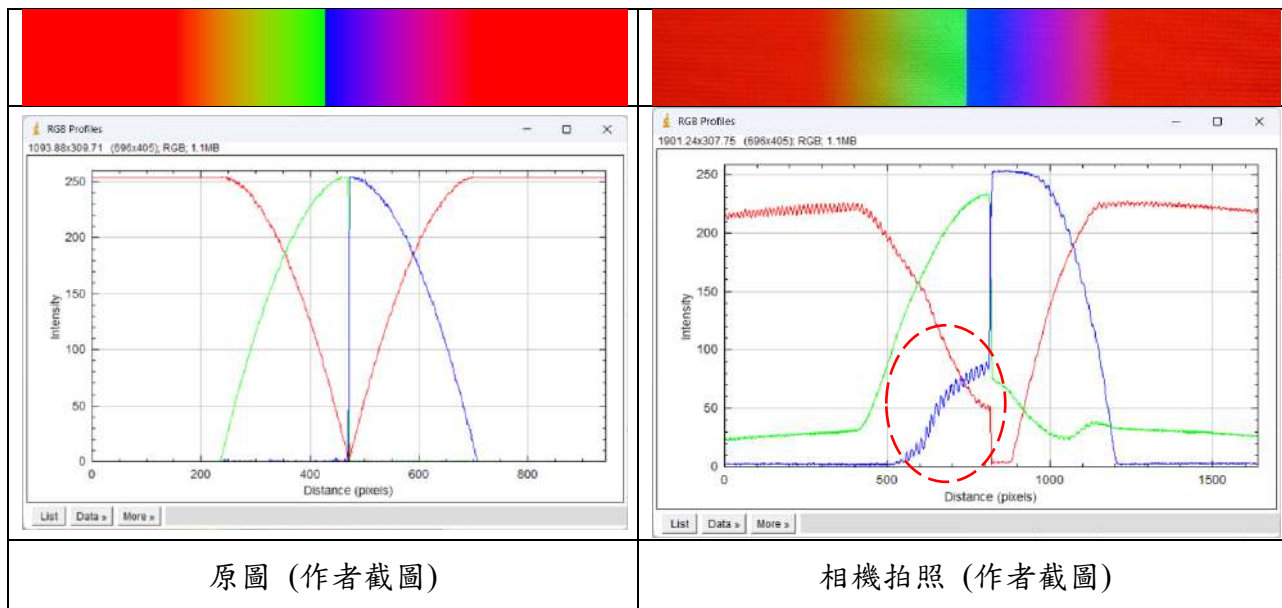 RGB Profiles
1093.88x309.71 (696x405); RGB; 1.1MB
250
200
150
100
50
0
Intensity
0 200 400 600 800
Distance (pixels)
List Data » More »
原圖 (作者截圖)
RGB Profiles
1901.24x307.75 (696x405); RGB; 1.1MB
250
200
150
100
50
0
Intensity
0 500 1000 1500
Distance (pixels)
List Data » More »
相機拍照 (作者截圖)